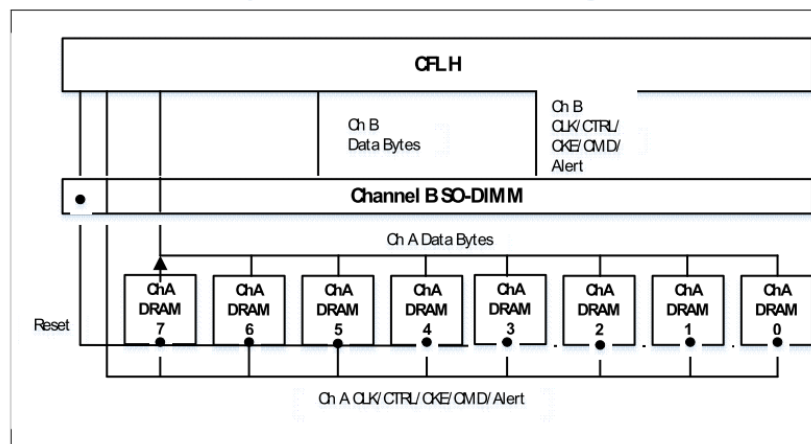 CFL H
Ch B
Data Bytes
Ch B
CLK/CTRL/
CKE/CMD/
Alert
Channel B SO-DIMM
Ch A Data Bytes
ChA
DRAM
7
ChA
DRAM
6
ChA
DRAM
5
ChA
DRAM
4
ChA
DRAM
3
ChA
DRAM
2
ChA
DRAM
1
ChA
DRAM
0
Reset
Ch A CLK/CTRL/CKE/CMD/Alert